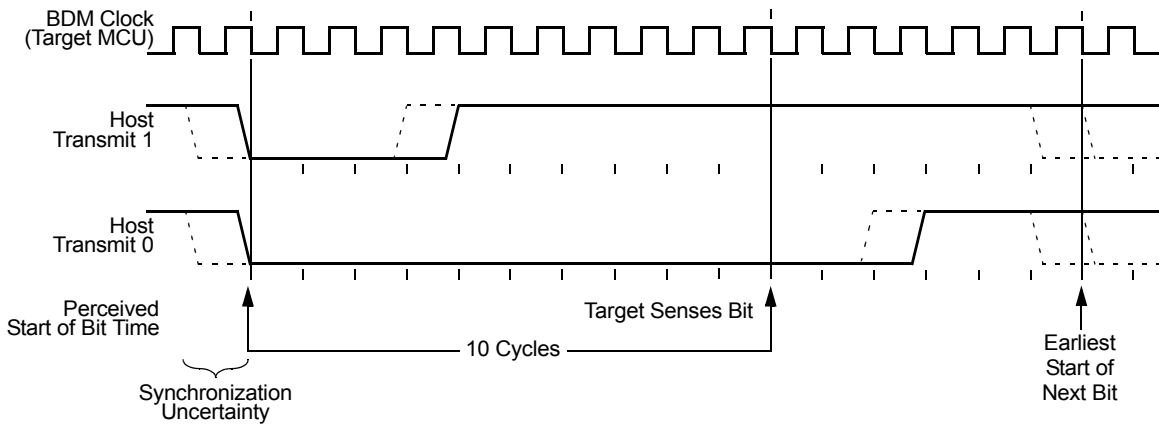 BDM Clock
(Target MCU)
Host
Transmit 1
Host
Transmit 0
Perceived
Start of Bit Time
Target Senses Bit
10 Cycles
Earliest
Start of
Next Bit
Synchronization
Uncertainty